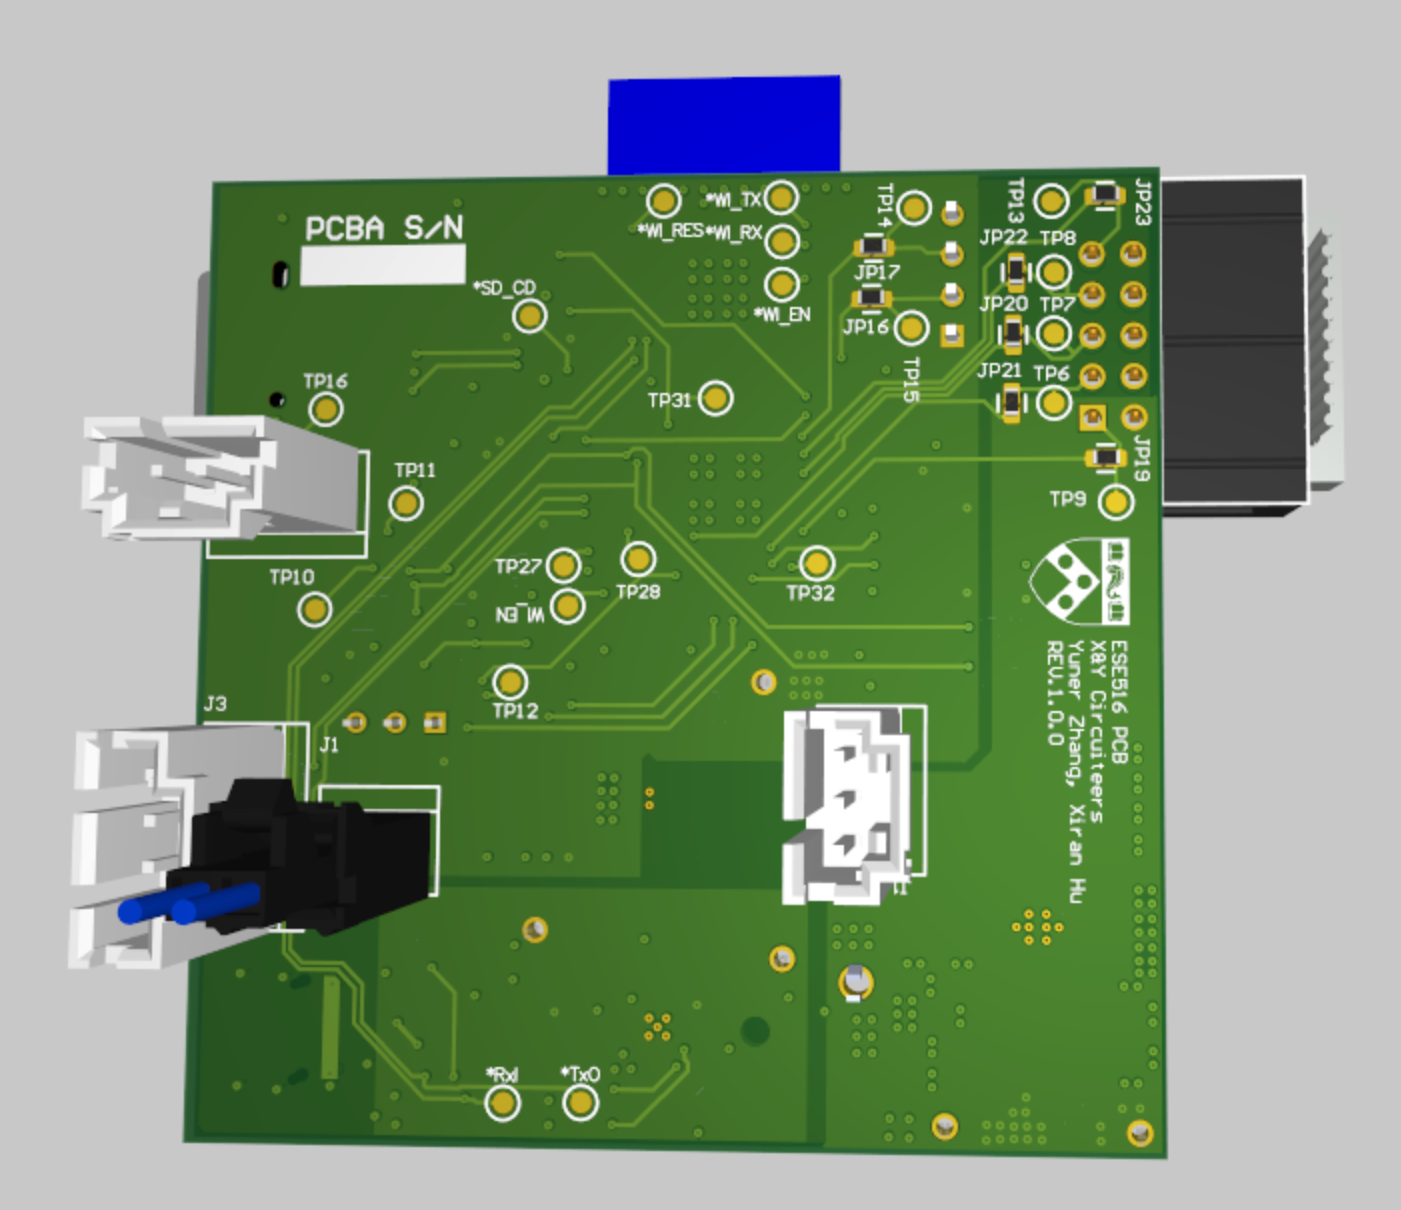 PCBA S/N
*WI_TX
*WI_RES
*WI_RX
*WI_EN
*SD_CD
TP14
JP17
JP16
TP15
TP13
JP23
JP22
TP8
JP20
TP7
JP21
TP6
JP19
TP9
TP16
TP31
TP11
TP10
TP27
TP28
WI_EN
TP32
TP12
J3
J1
ESE516 PCB
X&Y Circuiteers
Yuner Zhang, Xiran Hu
REV.1.0.0
*RxI
*TxO